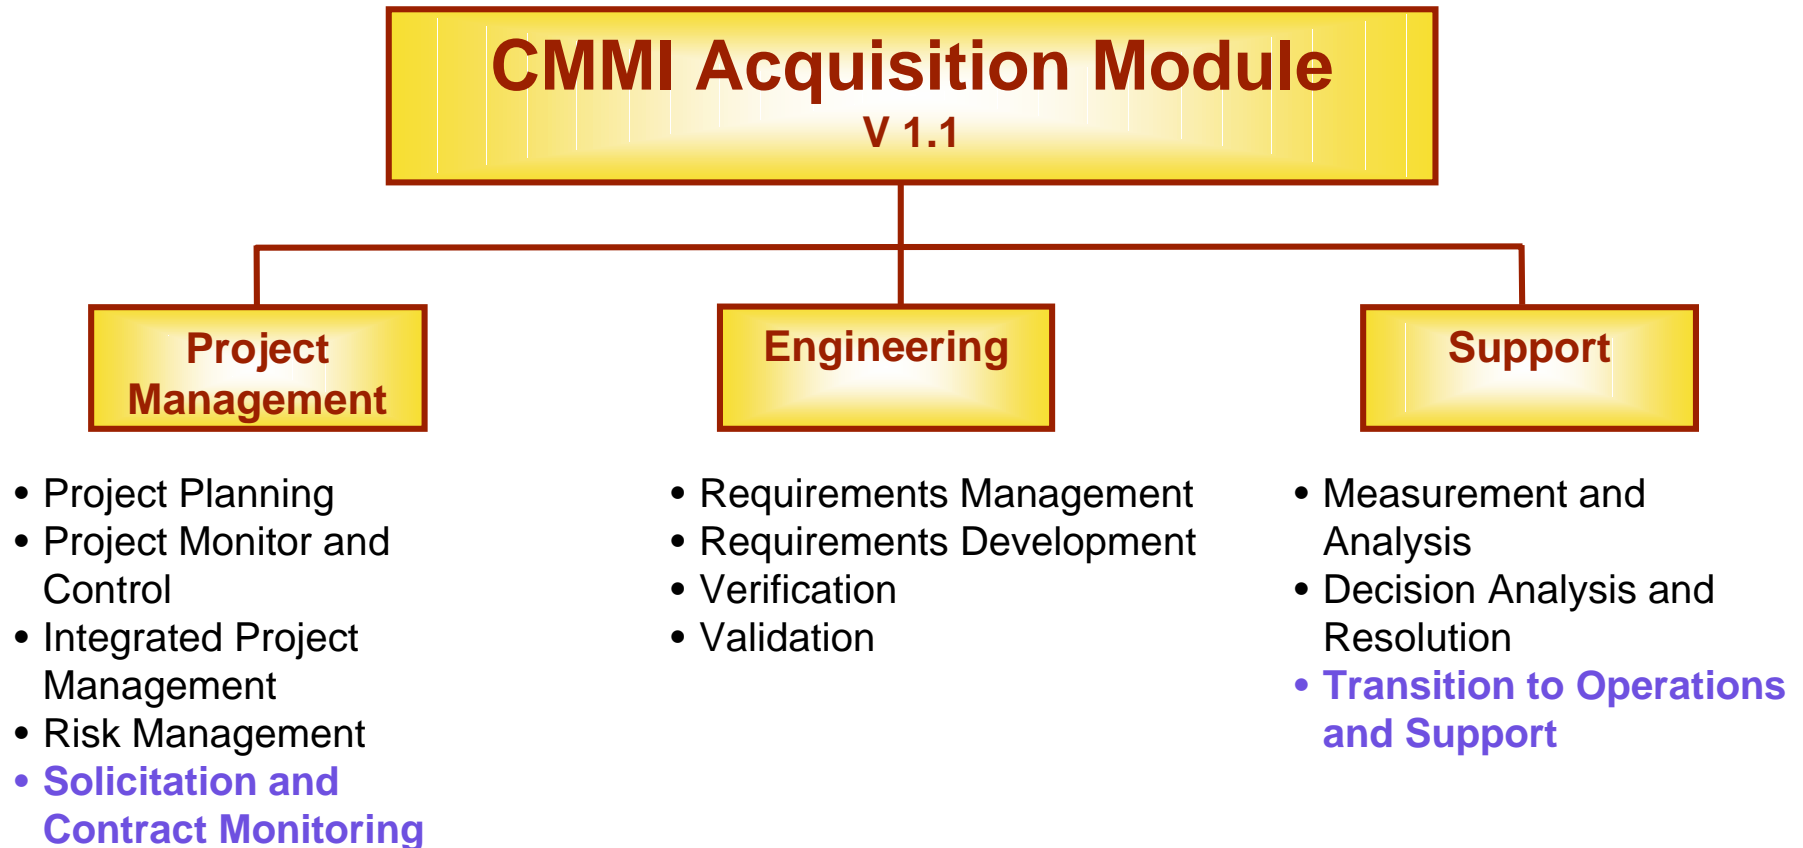 CMMI Acquisition Module
V 1.1
Project
Management
• Project Planning
• Project Monitor and
Control
• Integrated Project
Management
• Risk Management
• Solicitation and
Contract Monitoring
Engineering
• Requirements Management
• Requirements Development
• Verification
• Validation
Support
• Measurement and
Analysis
• Decision Analysis and
Resolution
• Transition to Operations
and Support